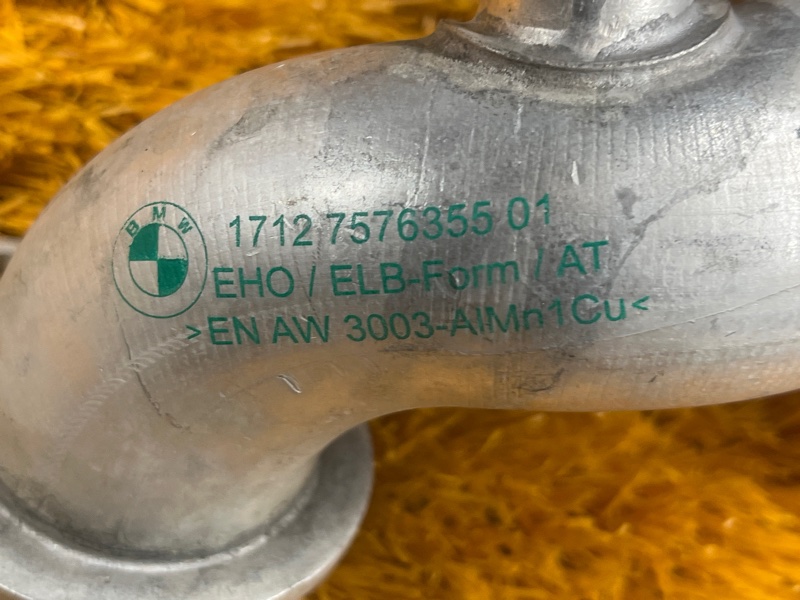 BMW
1712 7576355 01
EHO / ELB-Form / AT
>EN AW 3003-AlMn1Cu<